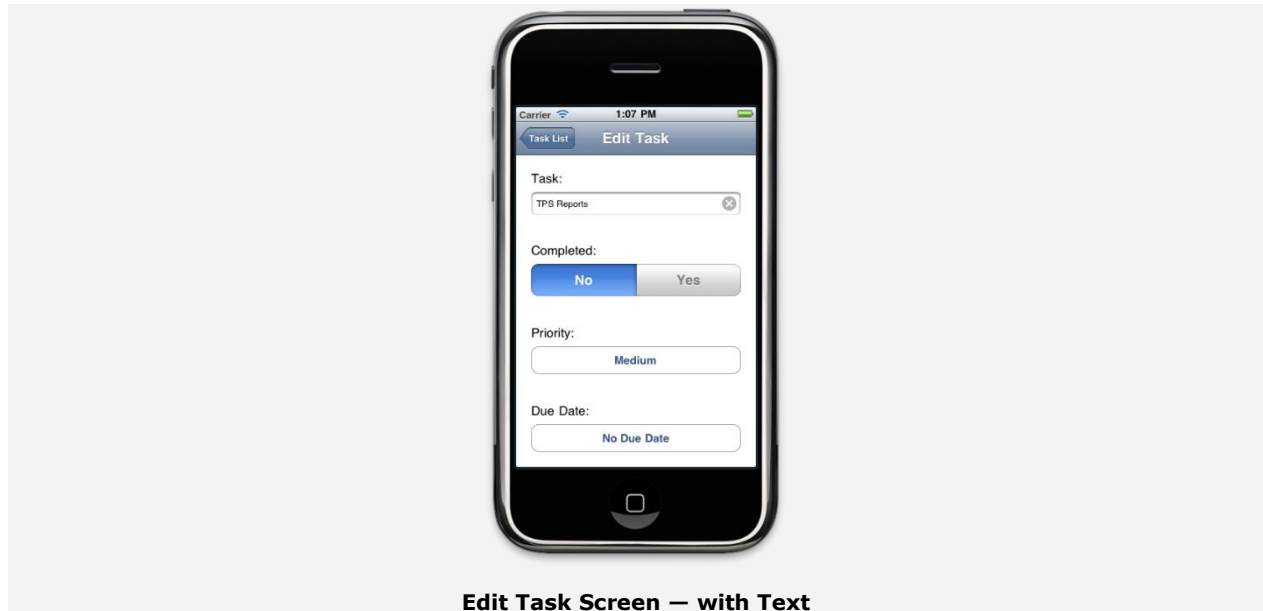 Carrier 1:07 PM
Task List Edit Task
Task:
TPS Reports
Completed:
No Yes
Priority:
Medium
Due Date:
No Due Date
Edit Task Screen — with Text